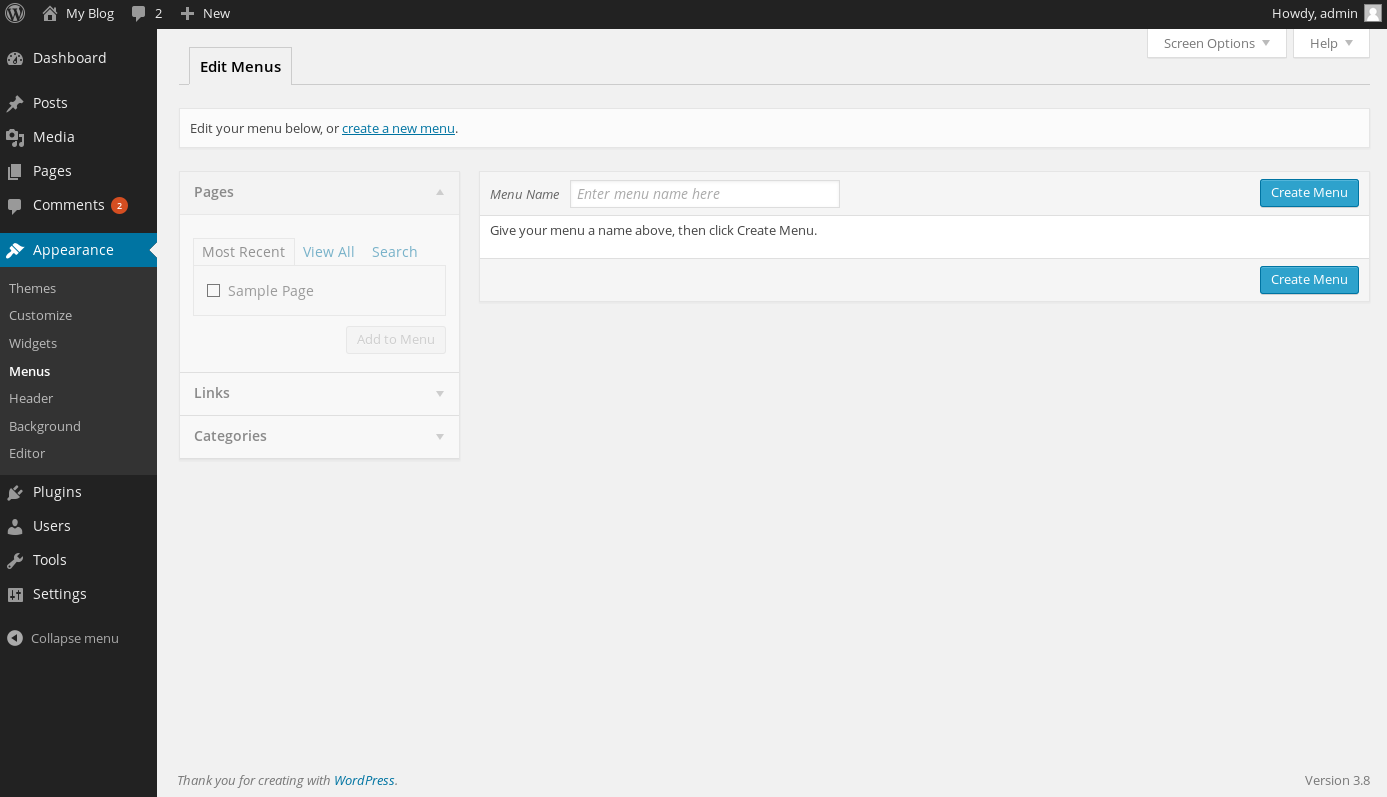 My Blog 2 New Howdy, admin
Dashboard
Posts
Media
Pages
Comments 2
Appearance
Themes
Customize
Widgets
Menus
Header
Background
Editor
Plugins
Users
Tools
Settings
Collapse menu
Screen Options Help
Edit Menus
Edit your menu below, or create a new menu.
Pages
Most Recent View All Search
Sample Page
Add to Menu
Links
Categories
Menu Name Enter menu name here Create Menu
Give your menu a name above, then click Create Menu.
Create Menu
Thank you for creating with WordPress. Version 3.8